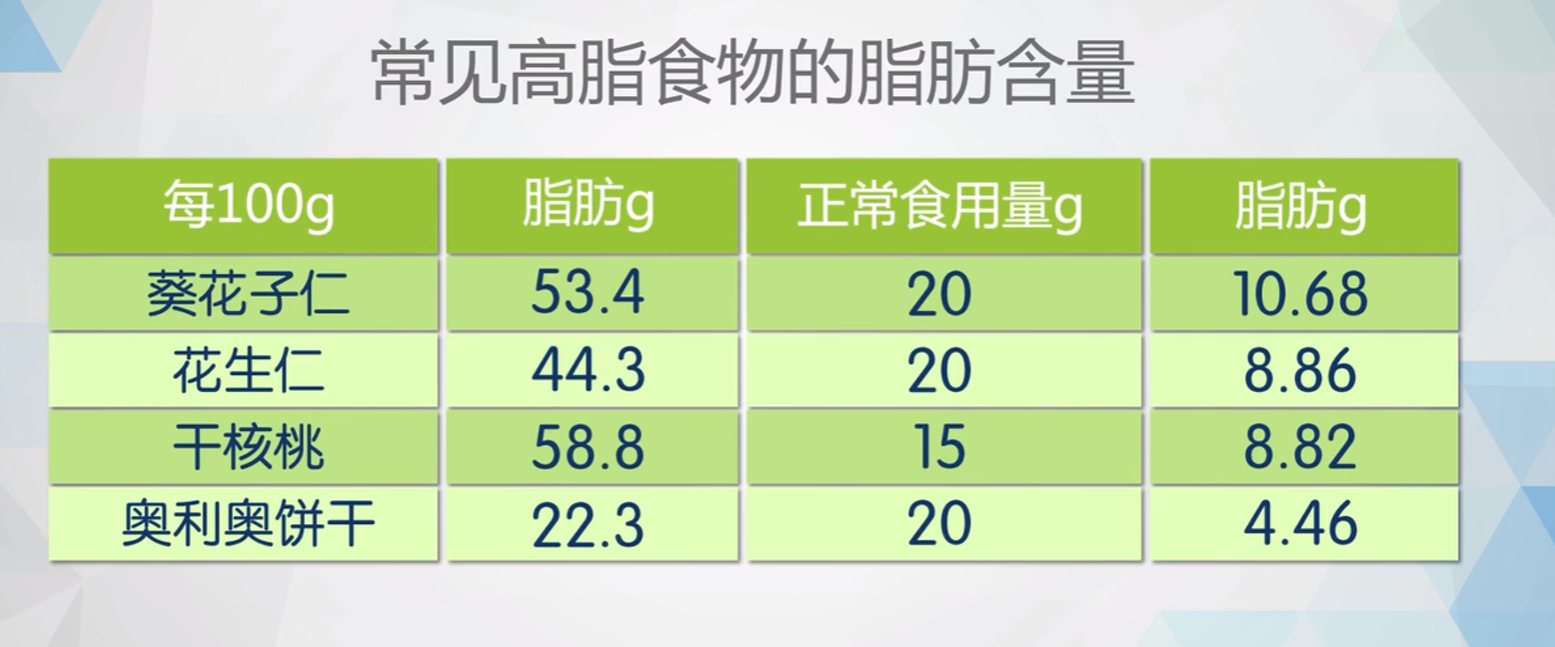 常见高脂食物的脂肪含量
每100g 脂肪g 正常食用量g 脂肪g
葵花子仁 53.4 20 10.68
花生仁 44.3 20 8.86
干核桃 58.8 15 8.82
奥利奥饼干 22.3 20 4.46